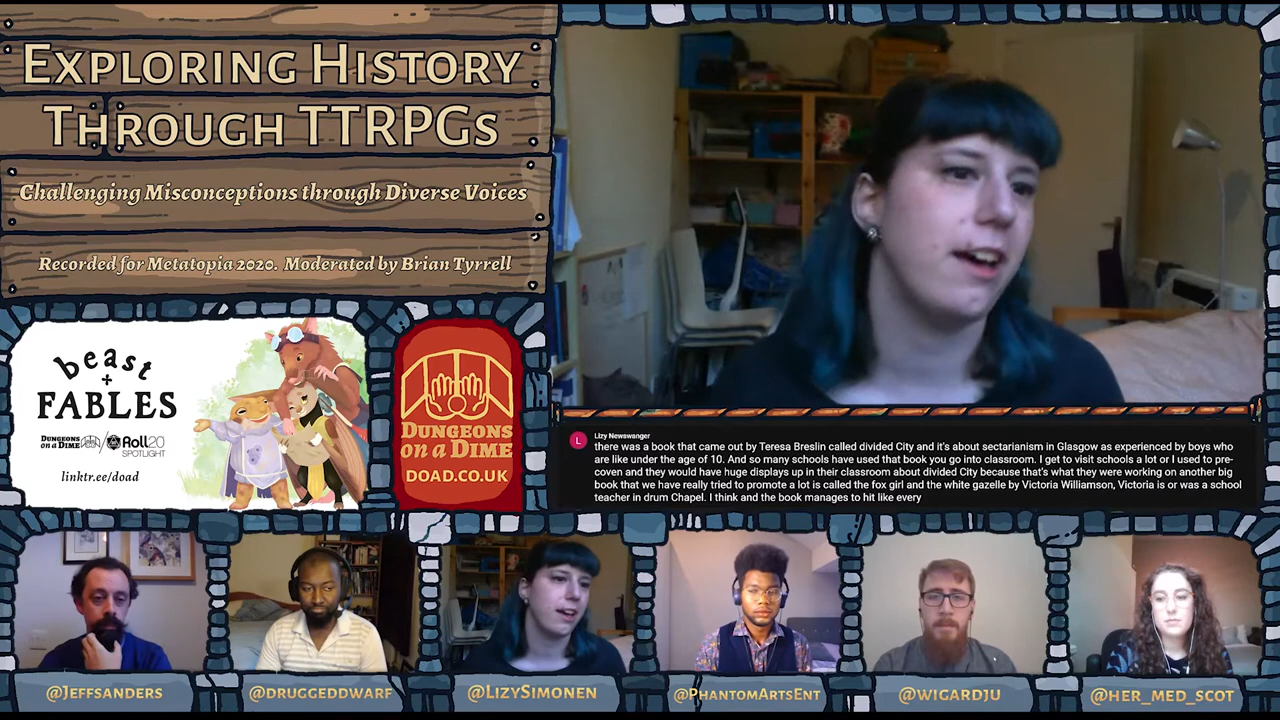 EXPLORING HISTORY
THROUGH TTRPGS
Challenging Misconceptions through Diverse Voices
Recorded for Metatopia 2020. Moderated by Brian Tyrrell
beast
+
FABLES
DUNGEONS
ON A DIME
Roll20
SPOTLIGHT
linktr.ee/doad
DUNGEONS
ON A DIME
DOAD.CO.UK
L
Lizy Newswanger
there was a book that came out by Teresa Breslin called divided City and it's about sectarianism in Glasgow as experienced by boys who
are like under the age of 10. And so many schools have used that book you go into classroom. I get to visit schools a lot or I used to pre-
coven and they would have huge displays up in their classroom about divided City because that's what they were working on another big
book that we have really tried to promote a lot is called the fox girl and the white gazelle by Victoria Williamson, Victoria is or was a school
teacher in drum Chapel. I think and the book manages to hit like every
@JEFFSANDERS
@DRUGGEDDWARF
@LIZYSIMONEN
@PHANTOMARTSENT
@WIGARDJU
@HER_MED_SCOT